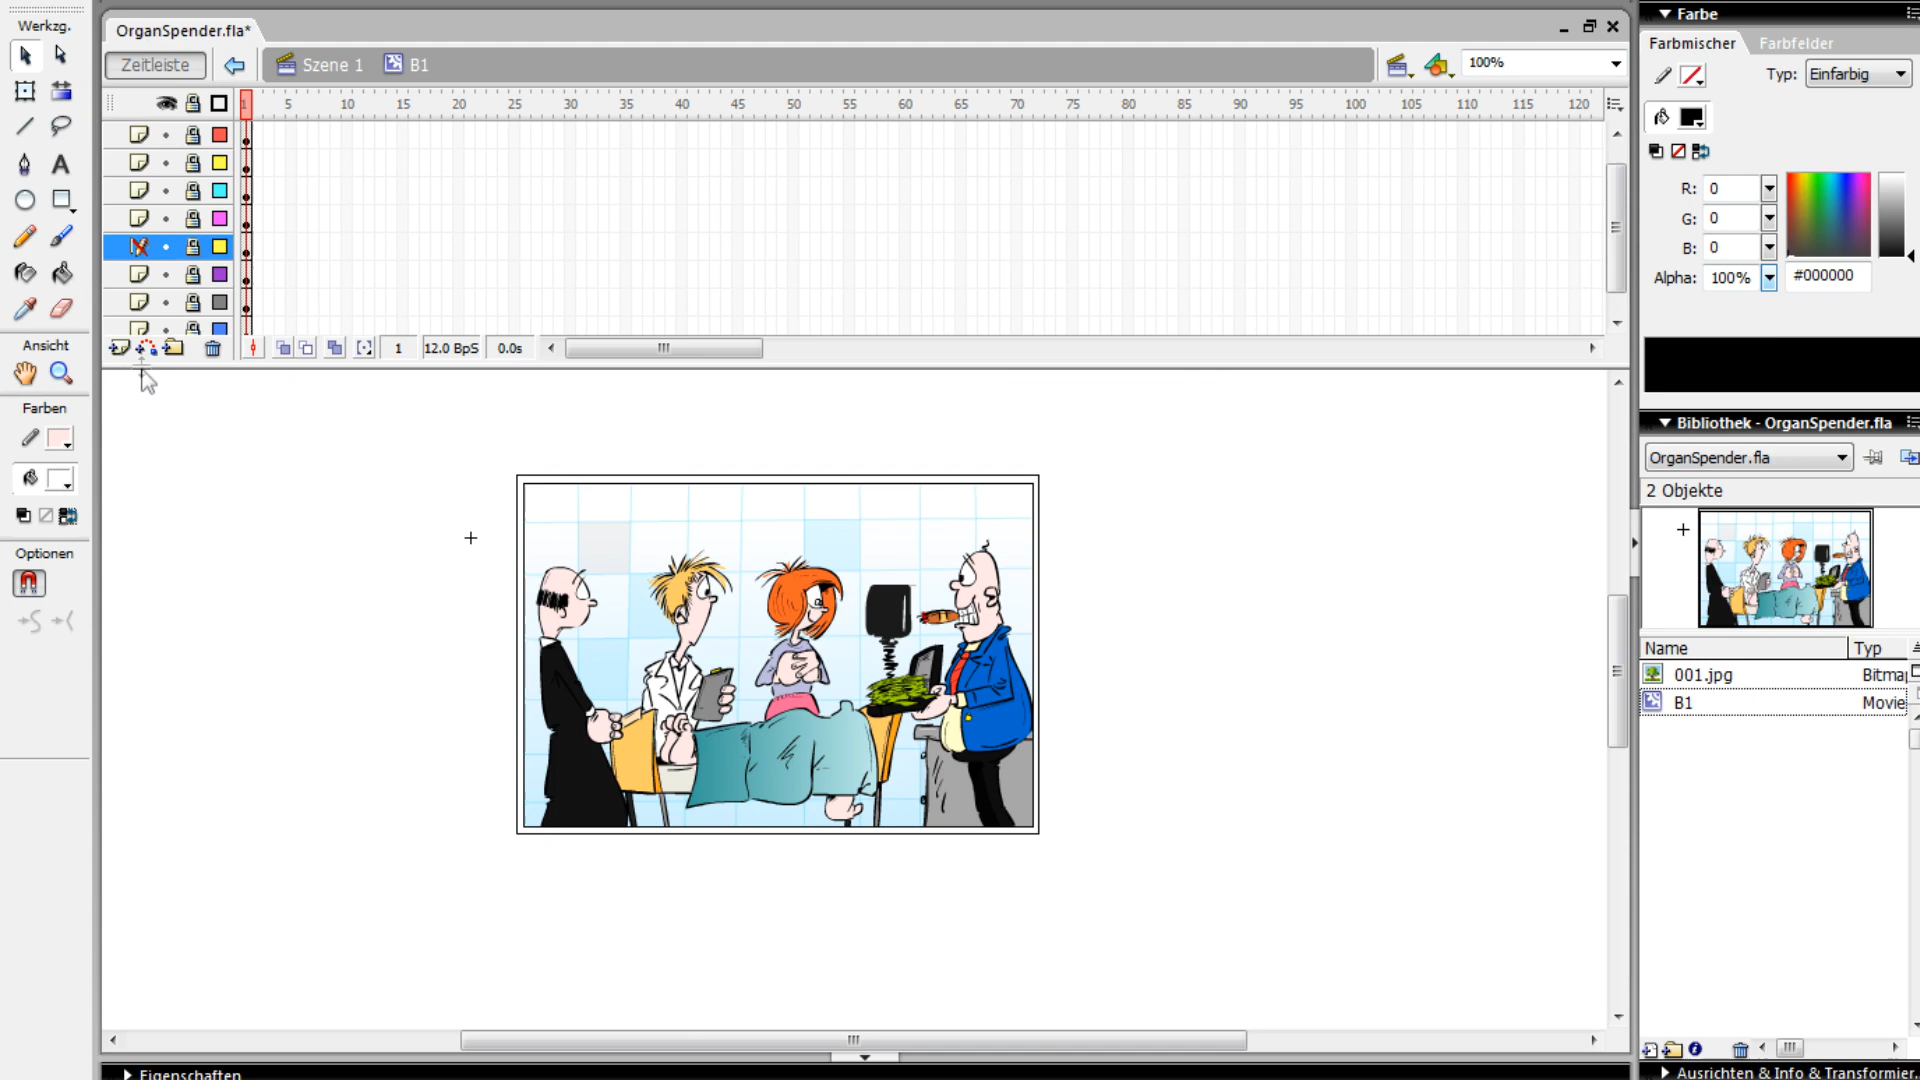 Werkzg.
OrganSpender.fla*
Zeitleiste
Szene 1
B1
100%
1 5 10 15 20 25 30 35 40 45 50 55 60 65 70 75 80 85 90 95 100 105 110 115 120
1
12.0 BpS
0.0s
Ansicht
Farben
Optionen
Eigenschaften
Farbe
Farbmischer
Farbfelder
Typ:
Einfarbig
R: 0
G: 0
B: 0
Alpha: 100%
#000000
Bibliothek - OrganSpender.fla
OrganSpender.fla
2 Objekte
Name
Typ
001.jpg
Bitma
B1
Movie
Ausrichten & Info & Transformier...